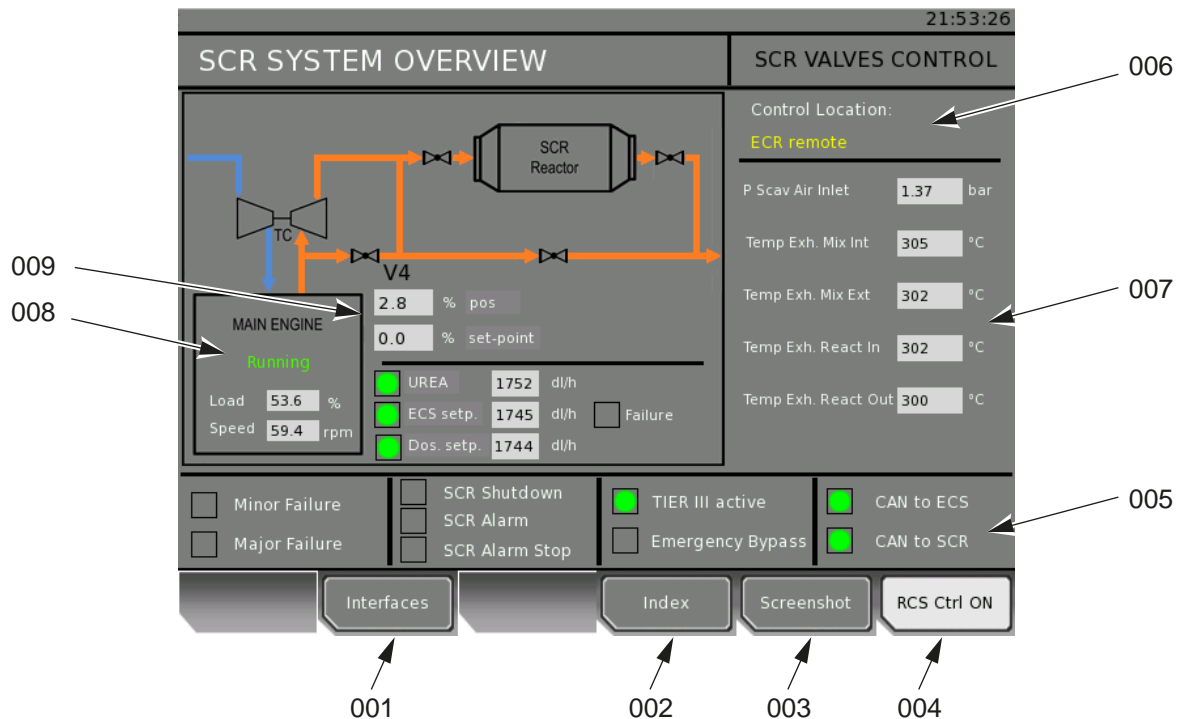 21:53:26
SCR SYSTEM OVERVIEW
SCR VALVES CONTROL
006
Control Location:
ECR remote
SCR
Reactor
TC
V4
P Scav Air Inlet 1.37 bar
Temp Exh. Mix Int 305 °C
Temp Exh. Mix Ext 302 °C
Temp Exh. React In 302 °C
Temp Exh. React Out 300 °C
007
009
008
2.8 % pos
0.0 % set-point
MAIN ENGINE
Running
Load 53.6 %
Speed 59.4 rpm
UREA 1752 dl/h
ECS setp. 1745 dl/h Failure
Dos. setp. 1744 dl/h
Minor Failure
Major Failure
SCR Shutdown
SCR Alarm
SCR Alarm Stop
TIER III active
Emergency Bypass
CAN to ECS
CAN to SCR
005
Interfaces
Index
Screenshot
RCS Ctrl ON
001
002
003
004